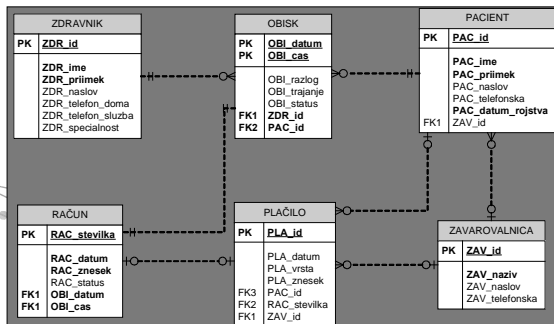 ZDRAVNIK
PK ZDR_id
ZDR_ime
ZDR_priimek
ZDR_naslov
ZDR_telefon_doma
ZDR_telefon_sluzba
ZDR_specialnost
OBISK
PK OBI_datum
PK OBI_cas
OBI_razlog
OBI_trajanje
OBI_status
FK1 ZDR_id
FK2 PAC_id
PACIENT
PK PAC_id
PAC_ime
PAC_priimek
PAC_naslov
PAC_telefonska
PAC_datum_rojstva
FK1 ZAV_id
RAČUN
PK RAC_stevilka
RAC_datum
RAC_znesek
RAC_status
FK1 OBI_datum
FK1 OBI_cas
PLAČILO
PK PLA_id
PLA_datum
PLA_vrsta
PLA_znesek
FK3 PAC_id
FK2 RAC_stevilka
FK1 ZAV_id
ZAVAROVALNICA
PK ZAV_id
ZAV_naziv
ZAV_naslov
ZAV_telefonska